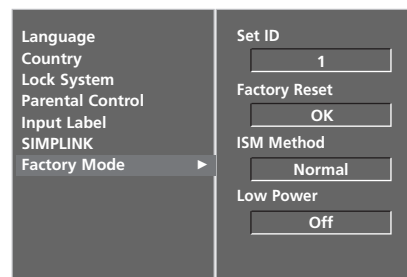 Language
Country
Lock System
Parental Control
Input Label
SIMPLINK
Factory Mode ►
Set ID
1
Factory Reset
OK
ISM Method
Normal
Low Power
Off